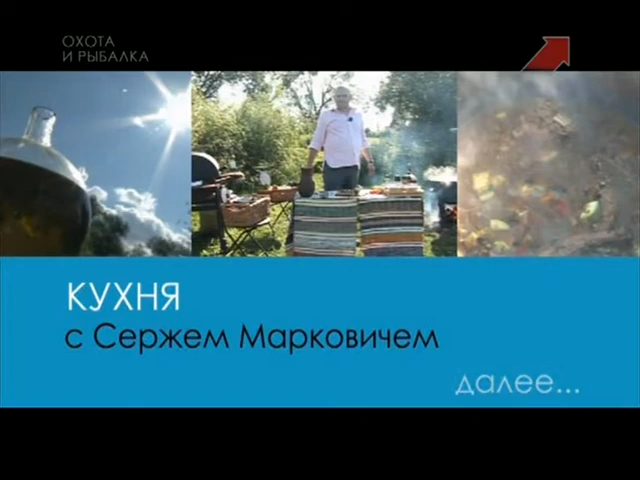 ОХОТА
И РЫБАЛКА
КУХНЯ
с Сержем Марковичем
далее...